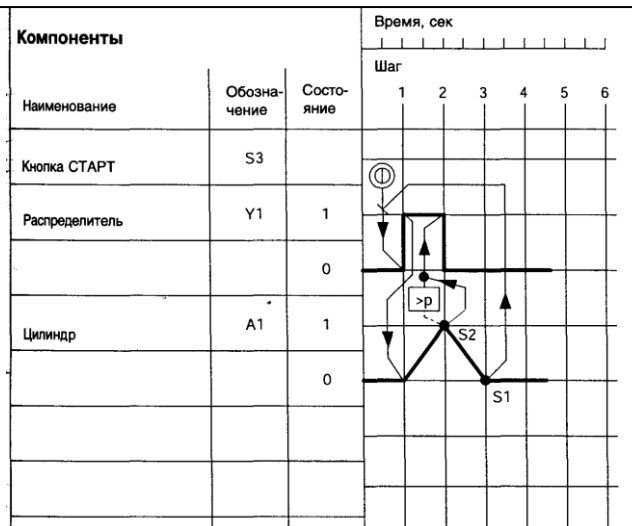 Компоненты
Время, сек
Шаг
Наименование
Обозна-
чение
Состо-
яние
1 2 3 4 5 6
Кнопка СТАРТ S3
Распределитель Y1 1
0
>p
Цилиндр A1 1
S2
0
S1